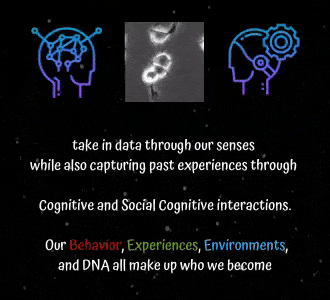 take in data through our senses
while also capturing past experiences through
Cognitive and Social Cognitive interactions.
Our Behavior, Experiences, Environments,
and DNA all make up who we become